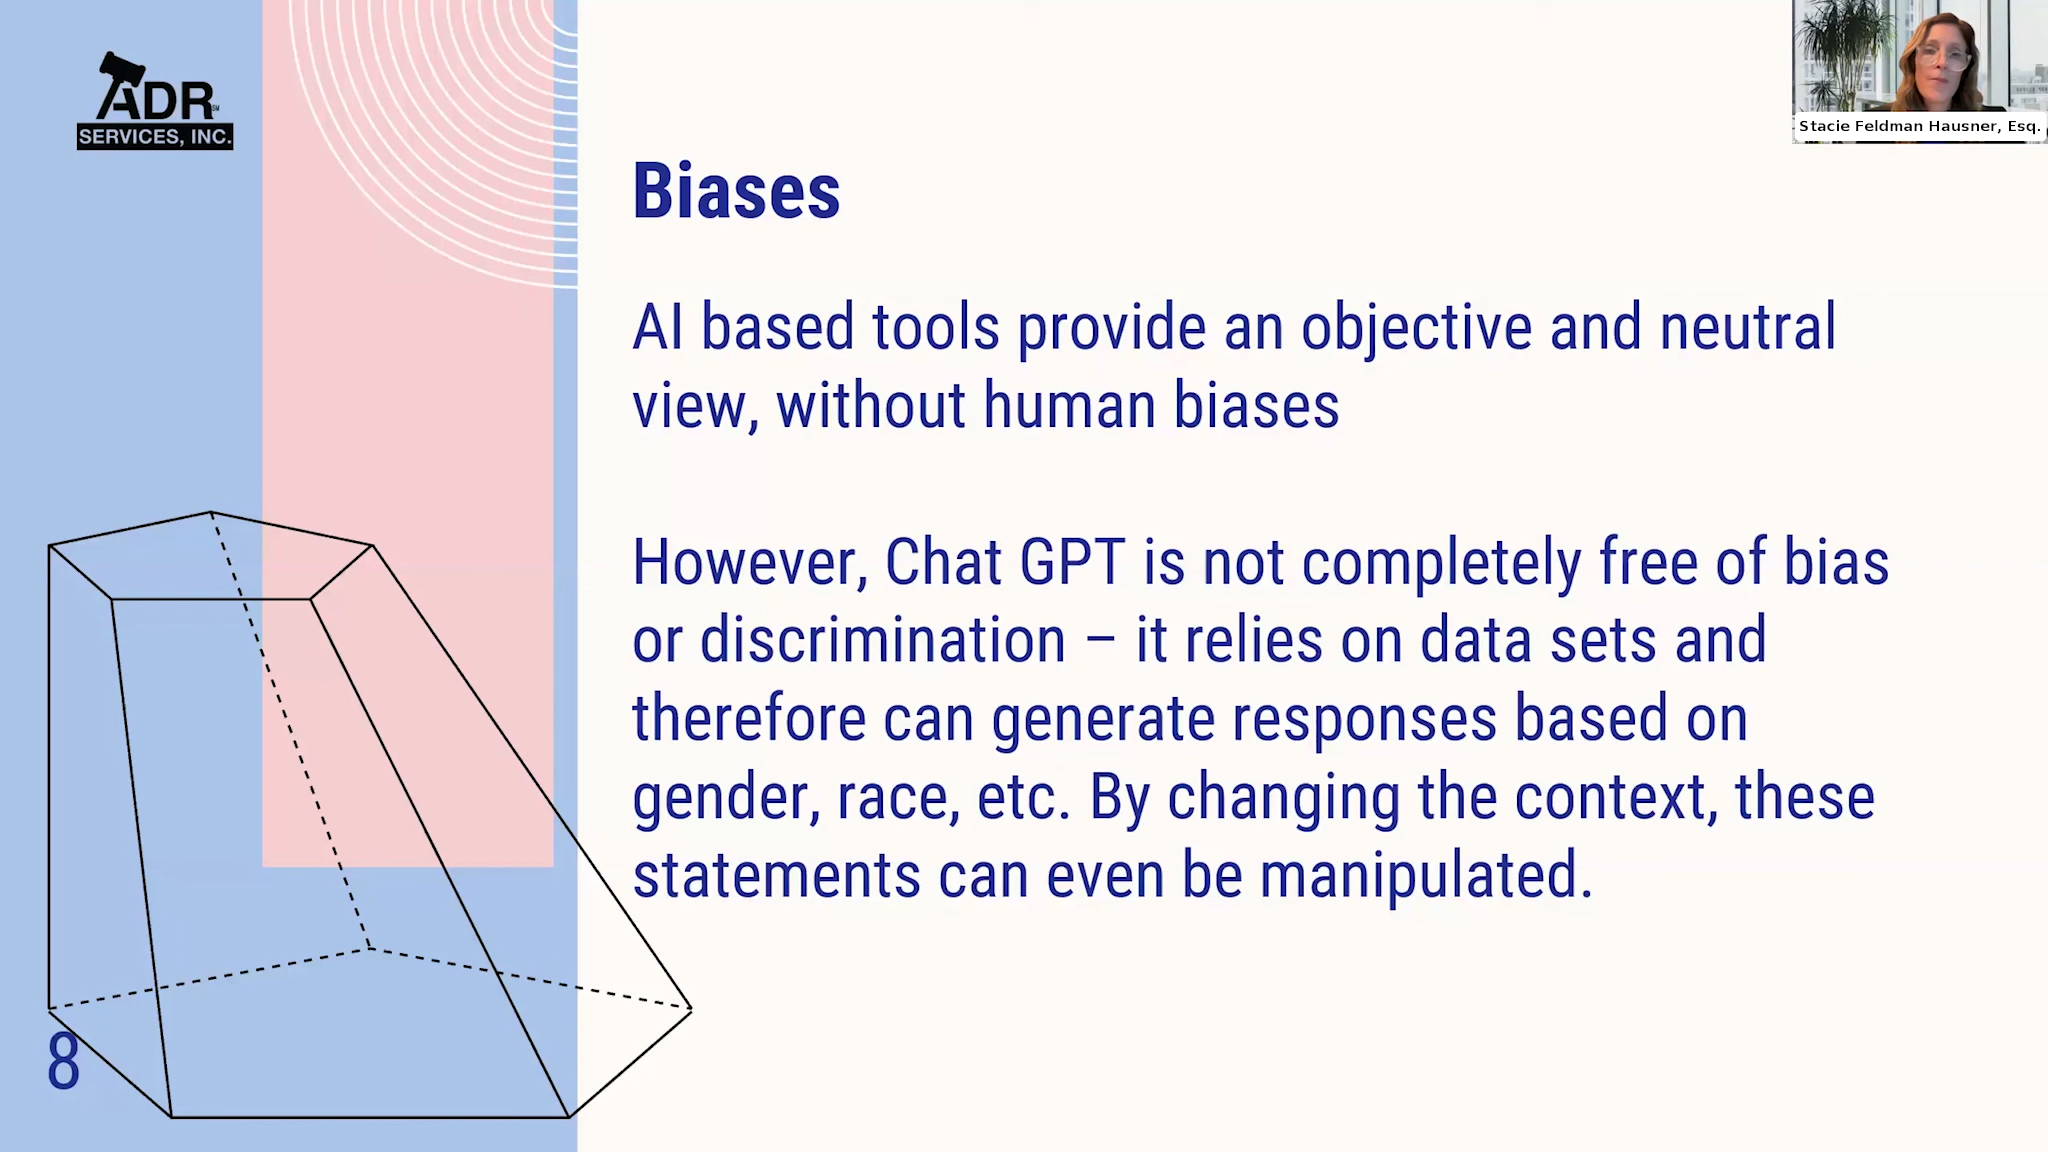 ADR SM
SERVICES, INC.
Stacie Feldman Hausner, Esq.
Biases
AI based tools provide an objective and neutral
view, without human biases
However, Chat GPT is not completely free of bias
or discrimination – it relies on data sets and
therefore can generate responses based on
gender, race, etc. By changing the context, these
statements can even be manipulated.
8